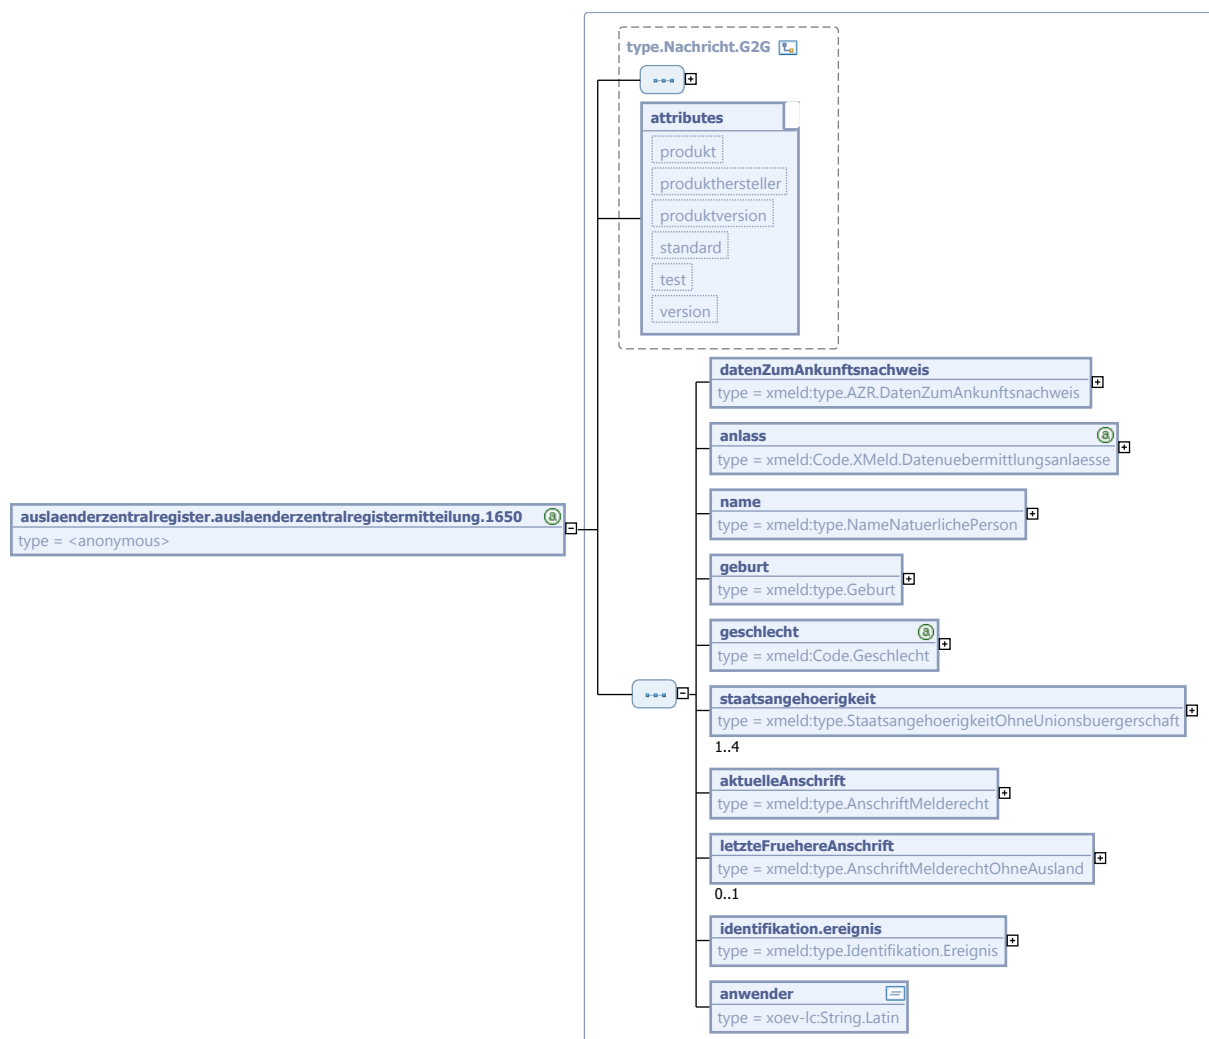 type.Nachricht.G2G
attributes
produkt
produkthersteller
produktversion
standard
test
version
datenZumAnkunftsnachweis
type = xmeld:type.AZR.DatenZumAnkunftsnachweis
anlass
type = xmeld:Code.XMeld.Datenuebermittlungsanlaesse
name
type = xmeld:type.NameNatuerlichePerson
auslaenderzentralregister.auslaenderzentralregistermitteilung.1650
type = <anonymous>
geburt
type = xmeld:type.Geburt
geschlecht
type = xmeld:Code.Geschlecht
staatsangehoerigkeit
type = xmeld:type.StaatsangehoerigkeitOhneUnionsbuergerschaft
1..4
aktuelleAnschrift
type = xmeld:type.AnschriftMelderecht
letzteFruehereAnschrift
type = xmeld:type.AnschriftMelderechtOhneAusland
0..1
identifikation.ereignis
type = xmeld:type.Identifikation.Ereignis
anwender
type = xoev-lc:String.Latin